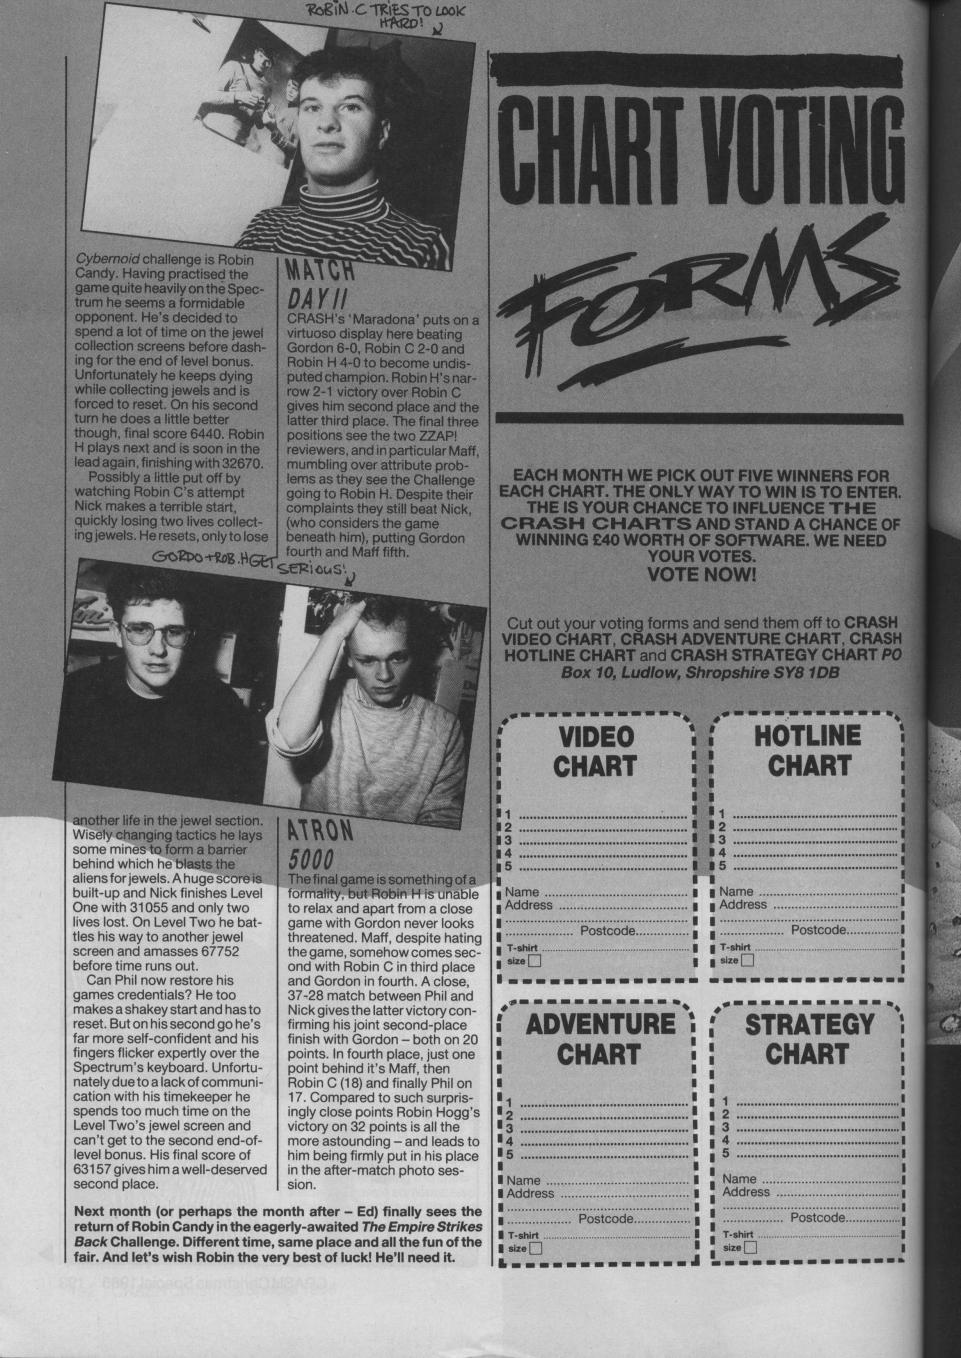 ROBIN.C TRIES TO LOOK
HARD!
Cybernoid challenge is Robin
Candy. Having practised the
game quite heavily on the Spec-
trum he seems a formidable
opponent. He's decided to
spend a lot of time on the jewel
collection screens before dash-
ing for the end of level bonus.
Unfortunately he keeps dying
while collecting jewels and is
forced to reset. On his second
turn he does a little better
though, final score 6440. Robin
H plays next and is soon in the
lead again, finishing with 32670.
Possibly a little put off by
watching Robin C's attempt
Nick makes a terrible start,
quickly losing two lives collect-
ing jewels. He resets, only to lose
GORDO + ROB.H GET
SERIOUS!
another life in the jewel section.
Wisely changing tactics he lays
some mines to form a barrier
behind which he blasts the
aliens for jewels. A huge score is
built-up and Nick finishes Level
One with 31055 and only two
lives lost. On Level Two he bat-
tles his way to another jewel
screen and amasses 67752
before time runs out.
Can Phil now restore his
games credentials? He too
makes a shakey start and has to
reset. But on his second go he's
far more self-confident and his
fingers flicker expertly over the
Spectrum's keyboard. Unfortu-
nately due to a lack of communi-
cation with his timekeeper he
spends too much time on the
Level Two's jewel screen and
can't get to the second end-of-
level bonus. His final score of
63157 gives him a well-deserved
second place.
MATCH
DAY II
CRASH's 'Maradona' puts on a
virtuoso display here beating
Gordon 6-0, Robin C 2-0 and
Robin H 4-0 to become undis-
puted champion. Robin H's nar-
row 2-1 victory over Robin C
gives him second place and the
latter third place. The final three
positions see the two ZZAP!
reviewers, and in particular Maff,
mumbling over attribute prob-
lems as they see the Challenge
going to Robin H. Despite their
complaints they still beat Nick,
(who considers the game
beneath him), putting Gordon
fourth and Maff fifth.
ATRON
5000
The final game is something of a
formality, but Robin H is unable
to relax and apart from a close
game with Gordon never looks
threatened. Maff, despite hating
the game, somehow comes sec-
ond with Robin C in third place
and Gordon in fourth. A close,
37-28 match between Phil and
Nick gives the latter victory con-
firming his joint second-place
finish with Gordon – both on 20
points. In fourth place, just one
point behind it's Maff, then
Robin C (18) and finally Phil on
17. Compared to such surpris-
ingly close points Robin Hogg's
victory on 32 points is all the
more astounding – and leads to
him being firmly put in his place
in the after-match photo ses-
sion.
Next month (or perhaps the month after – Ed) finally sees the
return of Robin Candy in the eagerly-awaited The Empire Strikes
Back Challenge. Different time, same place and all the fun of the
fair. And let's wish Robin the very best of luck! He'll need it.
CHART VOTING
FORMS
EACH MONTH WE PICK OUT FIVE WINNERS FOR
EACH CHART. THE ONLY WAY TO WIN IS TO ENTER.
THE IS YOUR CHANCE TO INFLUENCE THE
CRASH CHARTS AND STAND A CHANCE OF
WINNING £40 WORTH OF SOFTWARE. WE NEED
YOUR VOTES.
VOTE NOW!
Cut out your voting forms and send them off to CRASH
VIDEO CHART, CRASH ADVENTURE CHART, CRASH
HOTLINE CHART and CRASH STRATEGY CHART PO
Box 10, Ludlow, Shropshire SY8 1DB
VIDEO
CHART
1
2
3
4
5
Name
Address
Postcode
T-shirt
size
HOTLINE
CHART
1
2
3
4
5
Name
Address
Postcode
T-shirt
size
ADVENTURE
CHART
1
2
3
4
5
Name
Address
Postcode
T-shirt
size
STRATEGY
CHART
1
2
3
4
5
Name
Address
Postcode
T-shirt
size